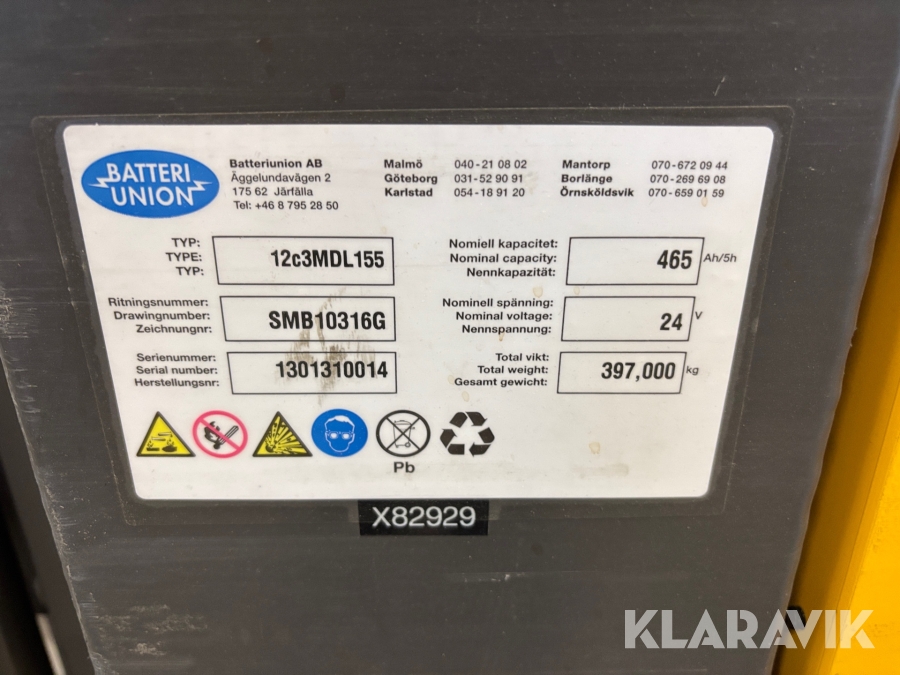 BATTERI
UNION
Batteriunion AB
Äggelundavägen 2
175 62 Järfälla
Tel: +46 8 795 28 50
Malmö 040-21 08 02
Göteborg 031-52 90 91
Karlstad 054-18 91 20
Mantorp 070-672 09 44
Borlänge 070-269 69 08
Örnsköldsvik 070-659 01 59
TYP:
TYPE:
TYP:
12c3MDL155
Nomiell kapacitet:
Nominal capacity:
Nennkapazität:
465 Ah/5h
Ritningsnummer:
Drawingnumber:
Zeichnungnr:
SMB10316G
Nominell spänning:
Nominal voltage:
Nennspannung:
24 V
Serienummer:
Serial number:
Herstellungsnr:
1301310014
Total vikt:
Total weight:
Gesamt gewicht:
397,000 kg
Pb
X82929
KLARAVIK